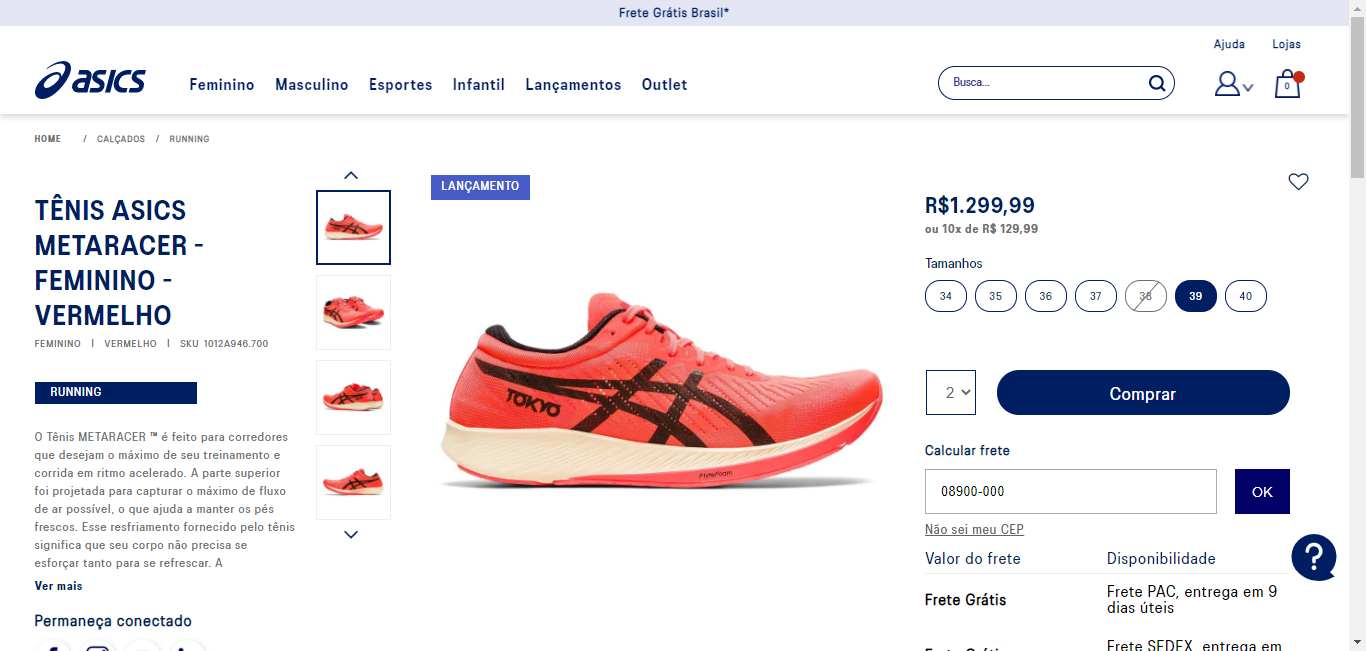 Frete Grátis Brasil*
Ajuda Lojas
asics
Feminino Masculino Esportes Infantil Lançamentos Outlet
Busca...
0
HOME / CALÇADOS / RUNNING
TÊNIS ASICS
METARACER -
FEMININO -
VERMELHO
FEMININO | VERMELHO | SKU 1012A946.700
RUNNING
O Tênis METARACER ™ é feito para corredores
que desejam o máximo de seu treinamento e
corrida em ritmo acelerado. A parte superior
foi projetada para capturar o máximo de fluxo
de ar possível, o que ajuda a manter os pés
frescos. Esse resfriamento fornecido pelo tênis
significa que seu corpo não precisa se
esforçar tanto para se refrescar. A
Ver mais
Permaneça conectado
LANÇAMENTO
TOKYO
FlyteFoam
R$1.299,99
ou 10x de R$ 129,99
Tamanhos
34 35 36 37 38 39 40
2
Comprar
Calcular frete
08900-000
OK
Não sei meu CEP
Valor do frete Disponibilidade
Frete Grátis
Frete PAC, entrega em 9
dias úteis
Frete Grátis
Frete SEDEX, entrega em
?